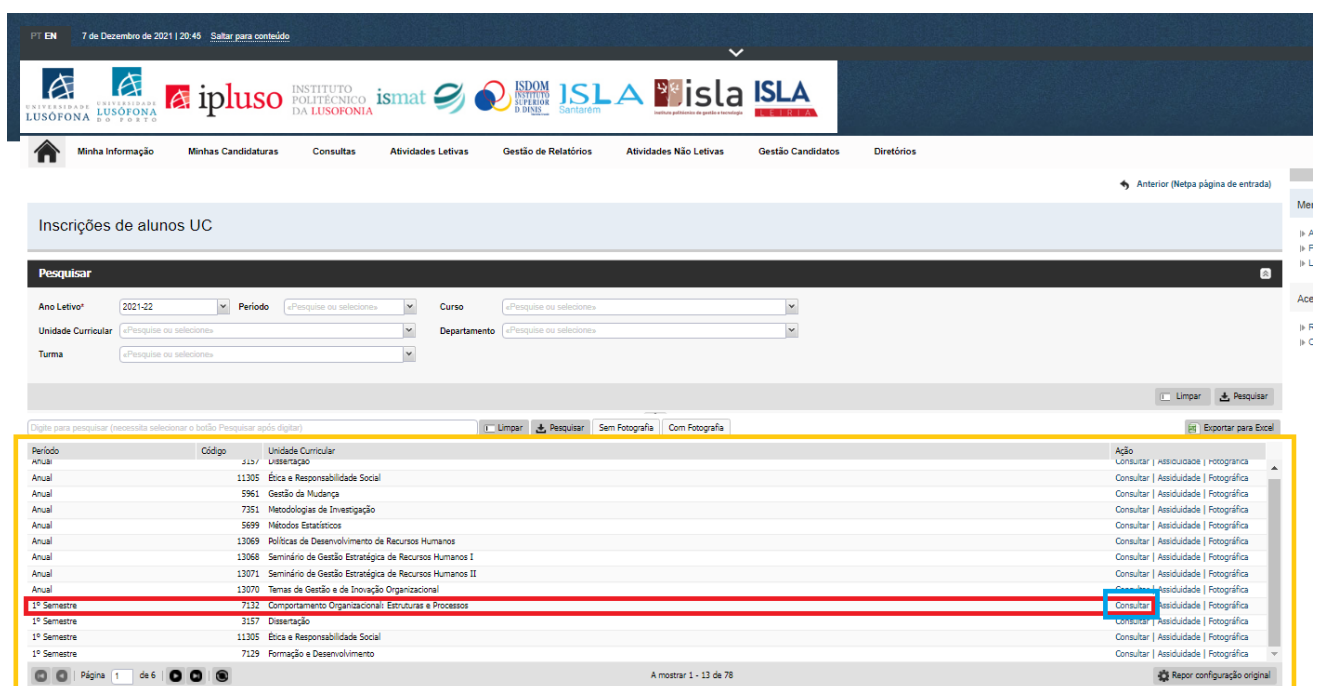 PT EN 7 de Dezembro de 2021 | 20:45 Saltar para conteúdo
UNIVERSIDADE LUSÓFONA
UNIVERSIDADE LUSÓFONA DO PORTO
ipluso INSTITUTO POLITÉCNICO DA LUSOFONIA
ismat
ISDOM INSTITUTO SUPERIOR D DINIS
ISLA Santarém
isla instituto politécnico de gestão e tecnologia
ISLA LEIRIA
Minha Informação Minhas Candidaturas Consultas Atividades Letivas Gestão de Relatórios Atividades Não Letivas Gestão Candidatos Diretórios
Anterior (Netpa página de entrada)
Inscrições de alunos UC
Pesquisar
Ano Letivo* 2021-22 Período «Pesquise ou selecione» Curso «Pesquise ou selecione»
Unidade Curricular «Pesquise ou selecione» Departamento «Pesquise ou selecione»
Turma «Pesquise ou selecione»
Limpar Pesquisar
Digite para pesquisar (necessita selecionar o botão Pesquisar após digitar) Limpar Pesquisar Sem Fotografia Com Fotografia Exportar para Excel
Período Código Unidade Curricular Ação
Anual 3157 Dissertação Consultar | Assiduidade | Fotográfica
Anual 11305 Ética e Responsabilidade Social Consultar | Assiduidade | Fotográfica
Anual 5961 Gestão da Mudança Consultar | Assiduidade | Fotográfica
Anual 7351 Metodologias de Investigação Consultar | Assiduidade | Fotográfica
Anual 5699 Métodos Estatísticos Consultar | Assiduidade | Fotográfica
Anual 13069 Políticas de Desenvolvimento de Recursos Humanos Consultar | Assiduidade | Fotográfica
Anual 13068 Seminário de Gestão Estratégica de Recursos Humanos I Consultar | Assiduidade | Fotográfica
Anual 13071 Seminário de Gestão Estratégica de Recursos Humanos II Consultar | Assiduidade | Fotográfica
Anual 13070 Temas de Gestão e de Inovação Organizacional Consultar | Assiduidade | Fotográfica
1º Semestre 7132 Comportamento Organizacional: Estruturas e Processos Consultar | Assiduidade | Fotográfica
1º Semestre 3157 Dissertação Consultar | Assiduidade | Fotográfica
1º Semestre 11305 Ética e Responsabilidade Social Consultar | Assiduidade | Fotográfica
1º Semestre 7129 Formação e Desenvolvimento Consultar | Assiduidade | Fotográfica
Página 1 de 6 A mostrar 1 - 13 de 78 Repor configuração original